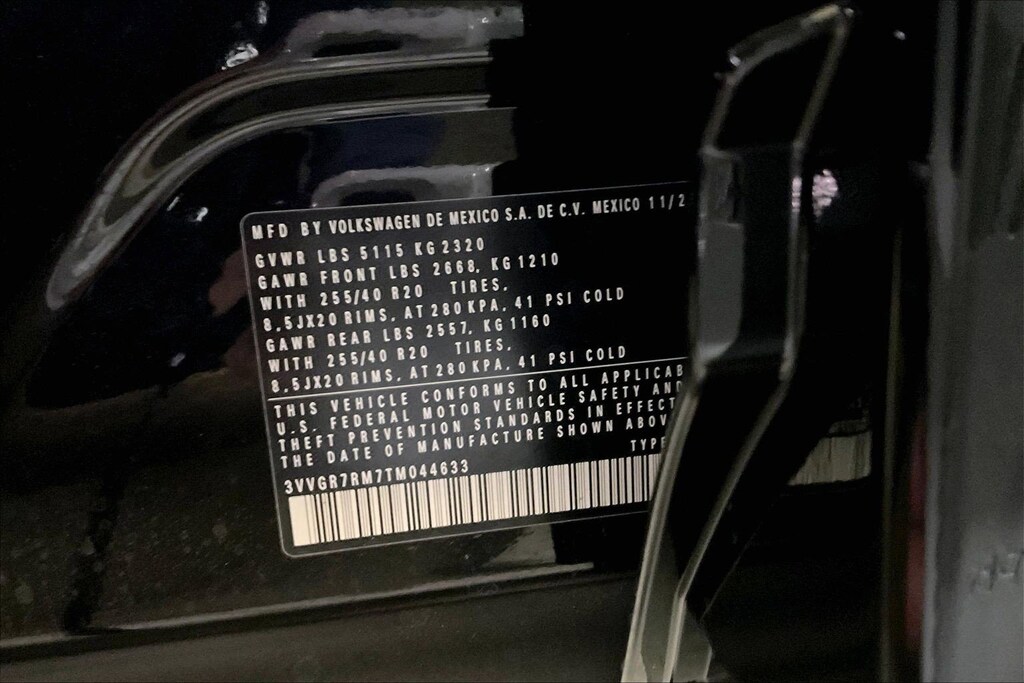 MFD BY VOLKSWAGEN DE MEXICO S.A. DE C.V. MEXICO 11/2
GVWR LBS 5115 KG 2320
GAWR FRONT LBS 2668, KG 1210
WITH 255/40 R20 TIRES,
8,5JX20 RIMS, AT 280 KPA, 41 PSI COLD
GAWR REAR LBS 2557, KG 1160
WITH 255/40 R20 TIRES,
8,5JX20 RIMS, AT 280 KPA, 41 PSI COLD
THIS VEHICLE CONFORMS TO ALL APPLICAB
U.S. FEDERAL MOTOR VEHICLE SAFETY AND
THEFT PREVENTION STANDARDS IN EFFECT
THE DATE OF MANUFACTURE SHOWN ABOV
TYPE
3VVGR7RM7TM044633